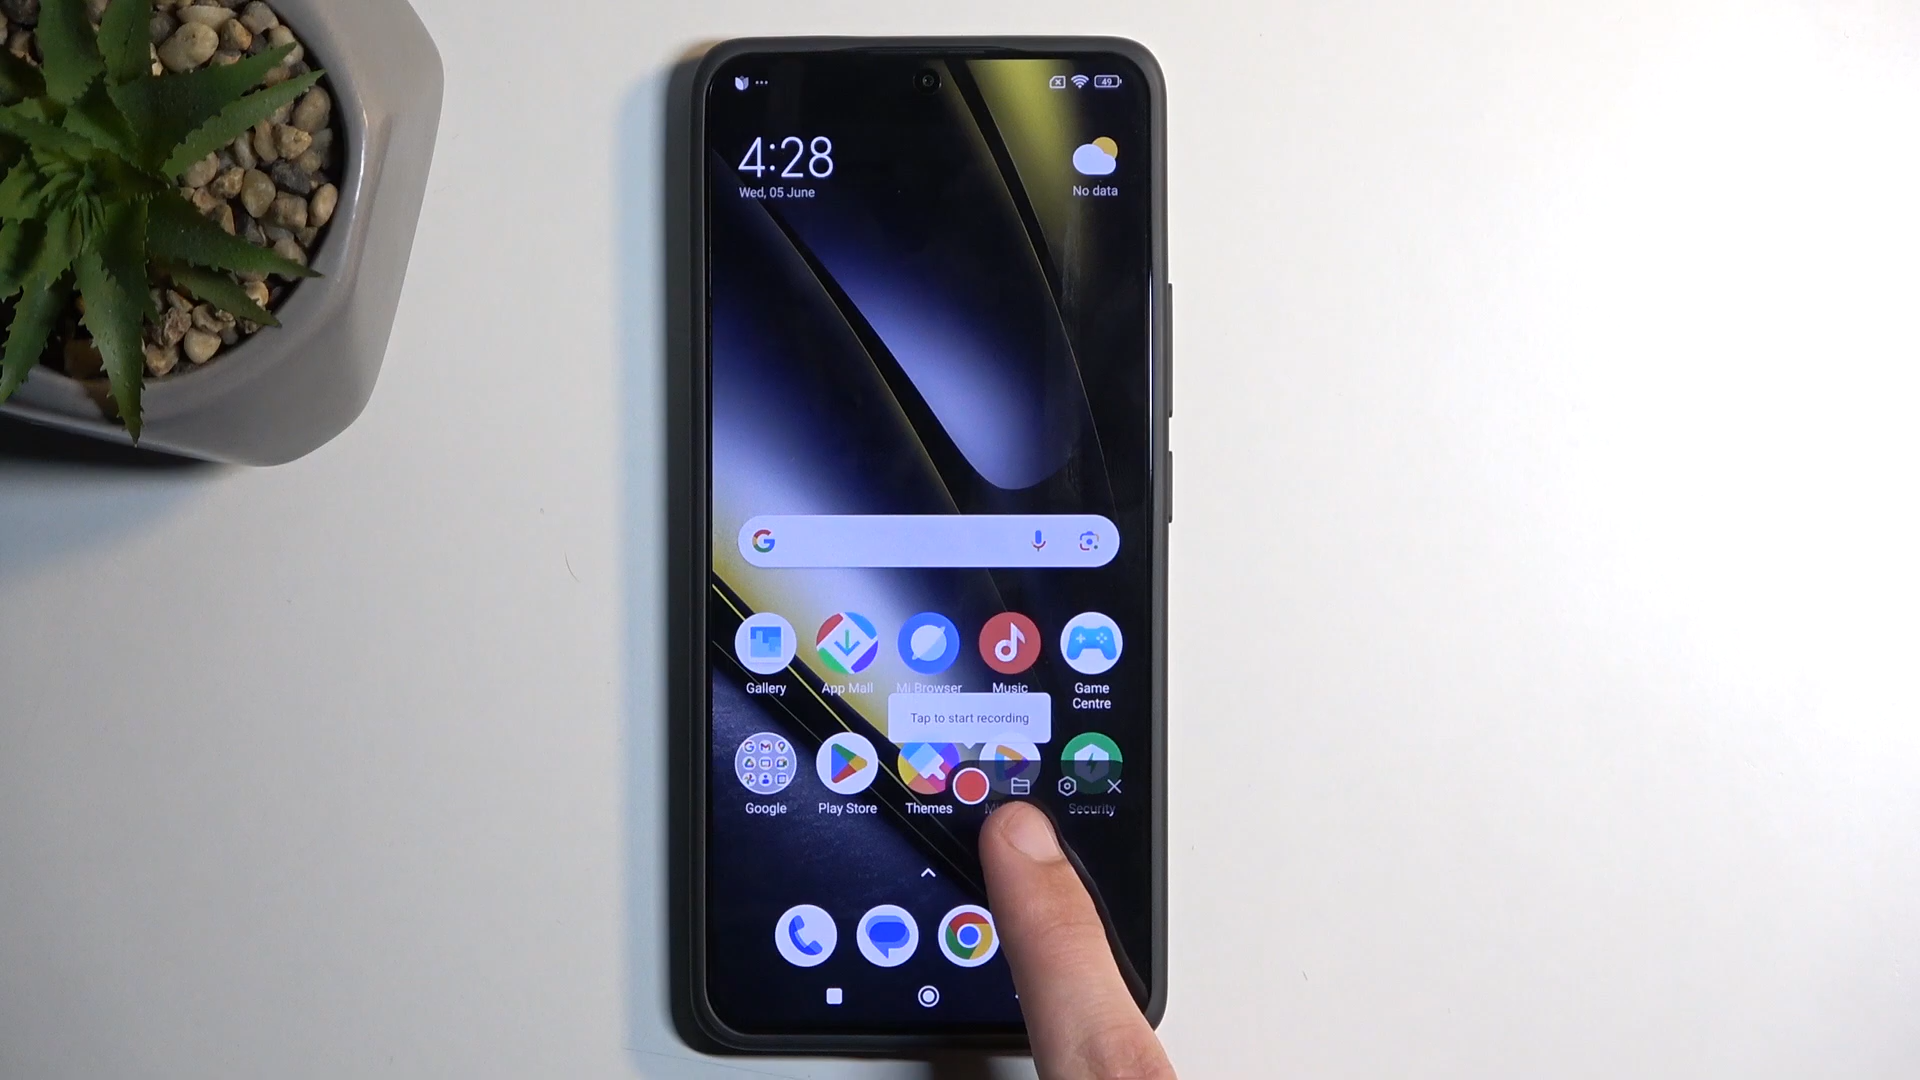 49
4:28
Wed, 05 June
No data
Gallery
App Mall
Mi Browser
Music
Game
Centre
Tap to start recording
Google
Play Store
Themes
Security